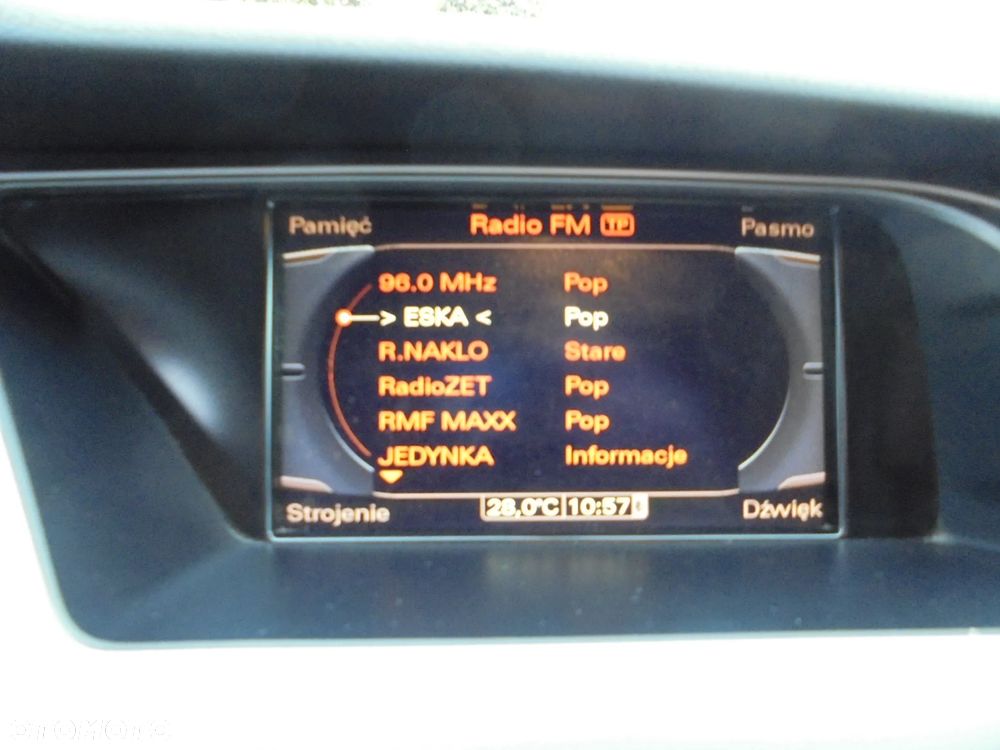 Pamięć Radio FM TP Pasmo
96.0 MHz Pop
> ESKA < Pop
R.NAKLO Stare
RadioZET Pop
RMF MAXX Pop
JEDYNKA Informacje
Strojenie 28,0°C 10:57 Dźwięk
OTOMOTO